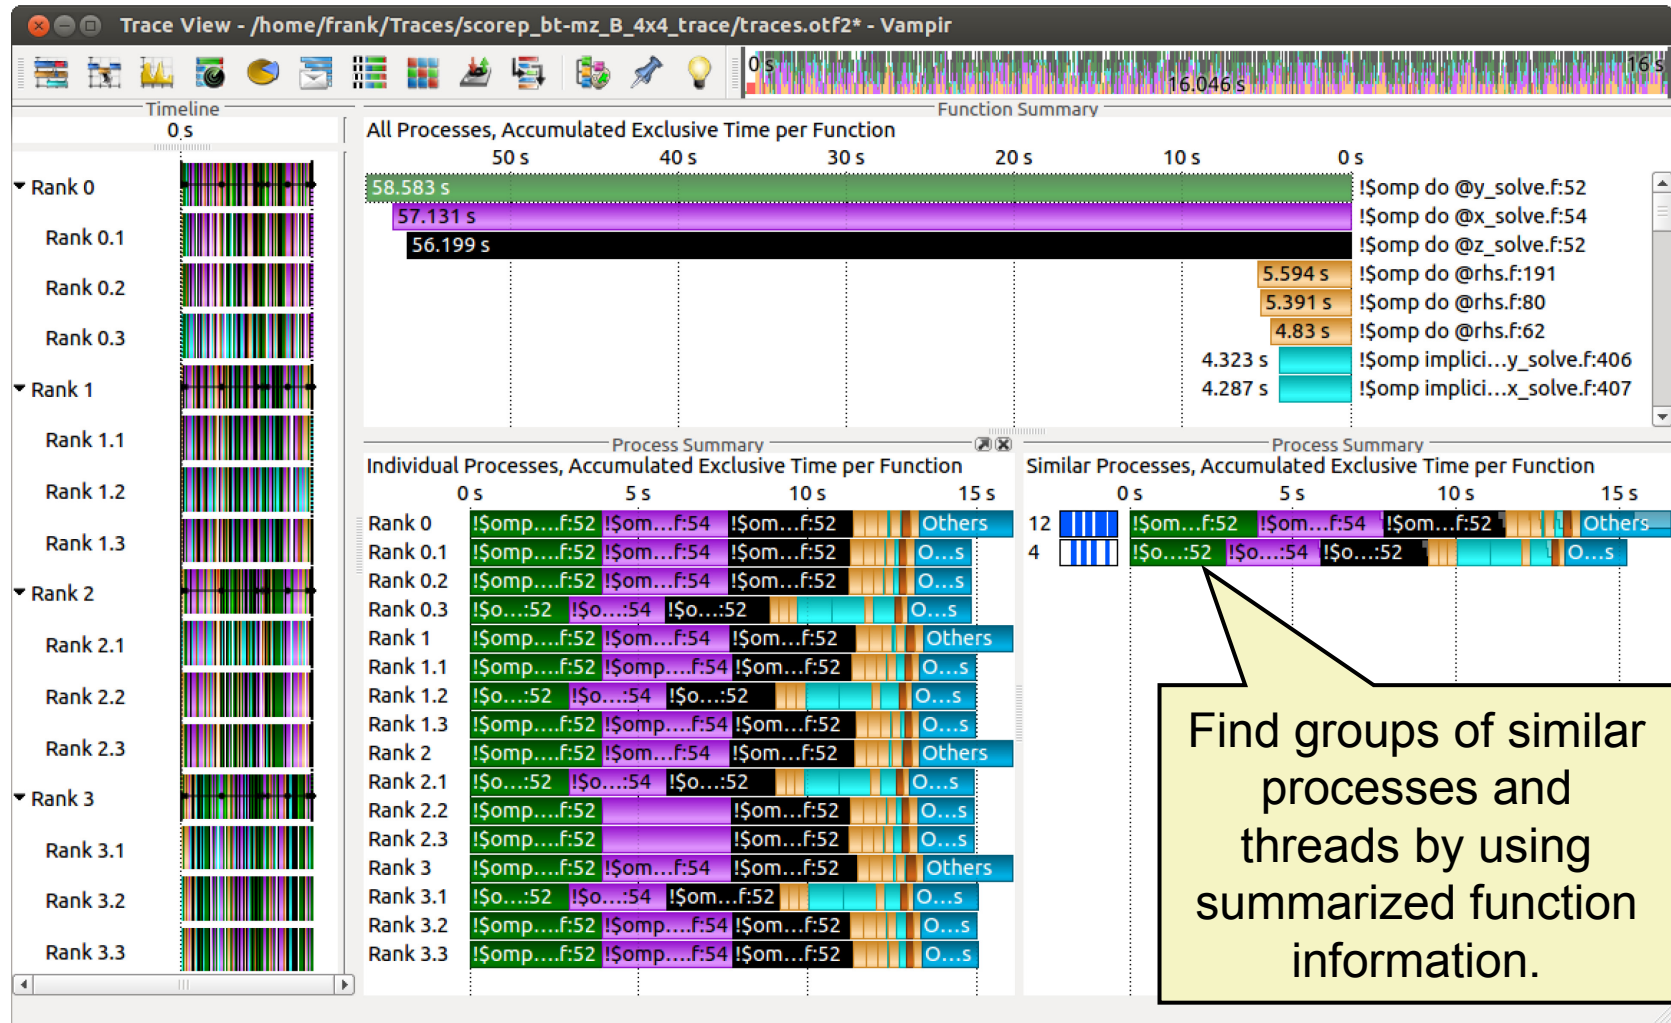 Trace View - /home/frank/Traces/scorep_bt-mz_B_4x4_trace/traces.otf2* - Vampir
0 s
16 s
16.046 s
Timeline
0 s
Rank 0
Rank 0.1
Rank 0.2
Rank 0.3
Rank 1
Rank 1.1
Rank 1.2
Rank 1.3
Rank 2
Rank 2.1
Rank 2.2
Rank 2.3
Rank 3
Rank 3.1
Rank 3.2
Rank 3.3
Function Summary
All Processes, Accumulated Exclusive Time per Function
50 s 40 s 30 s 20 s 10 s 0 s
58.583 s !$omp do @y_solve.f:52
57.131 s !$omp do @x_solve.f:54
56.199 s !$omp do @z_solve.f:52
5.594 s !$omp do @rhs.f:191
5.391 s !$omp do @rhs.f:80
4.83 s !$omp do @rhs.f:62
4.323 s !$omp implici...y_solve.f:406
4.287 s !$omp implici...x_solve.f:407
Process Summary
Individual Processes, Accumulated Exclusive Time per Function
0 s 5 s 10 s 15 s
Rank 0 !$omp....f:52 !$om...f:54 !$om...f:52 Others
Rank 0.1 !$omp....f:52 !$om...f:54 !$om...f:52 O...s
Rank 0.2 !$omp....f:52 !$om...f:54 !$om...f:52 O...s
Rank 0.3 !$o...:52 !$o...:54 !$o...:52 O...s
Rank 1 !$omp....f:52 !$om...f:54 !$om...f:52 Others
Rank 1.1 !$omp....f:52 !$omp....f:54 !$om...f:52 O...s
Rank 1.2 !$o...:52 !$o...:54 !$o...:52 O...s
Rank 1.3 !$omp....f:52 !$omp....f:54 !$om...f:52 O...s
Rank 2 !$omp....f:52 !$om...f:54 !$om...f:52 Others
Rank 2.1 !$o...:52 !$o...:54 !$o...:52 O...s
Rank 2.2 !$omp....f:52 !$om...f:52 O...s
Rank 2.3 !$omp....f:52 !$om...f:52 O...s
Rank 3 !$omp....f:52 !$om...f:54 !$om...f:52 Others
Rank 3.1 !$o...:52 !$o...:54 !$om...f:52 O...s
Rank 3.2 !$omp....f:52 !$omp....f:54 !$om...f:52 O...s
Rank 3.3 !$omp....f:52 !$omp....f:54 !$om...f:52 O...s
Process Summary
Similar Processes, Accumulated Exclusive Time per Function
0 s 5 s 10 s 15 s
12 !$om...f:52 !$om...f:54 !$om...f:52 Others
4 !$o...:52 !$o...:54 !$o...:52 O...s
Find groups of similar
processes and
threads by using
summarized function
information.